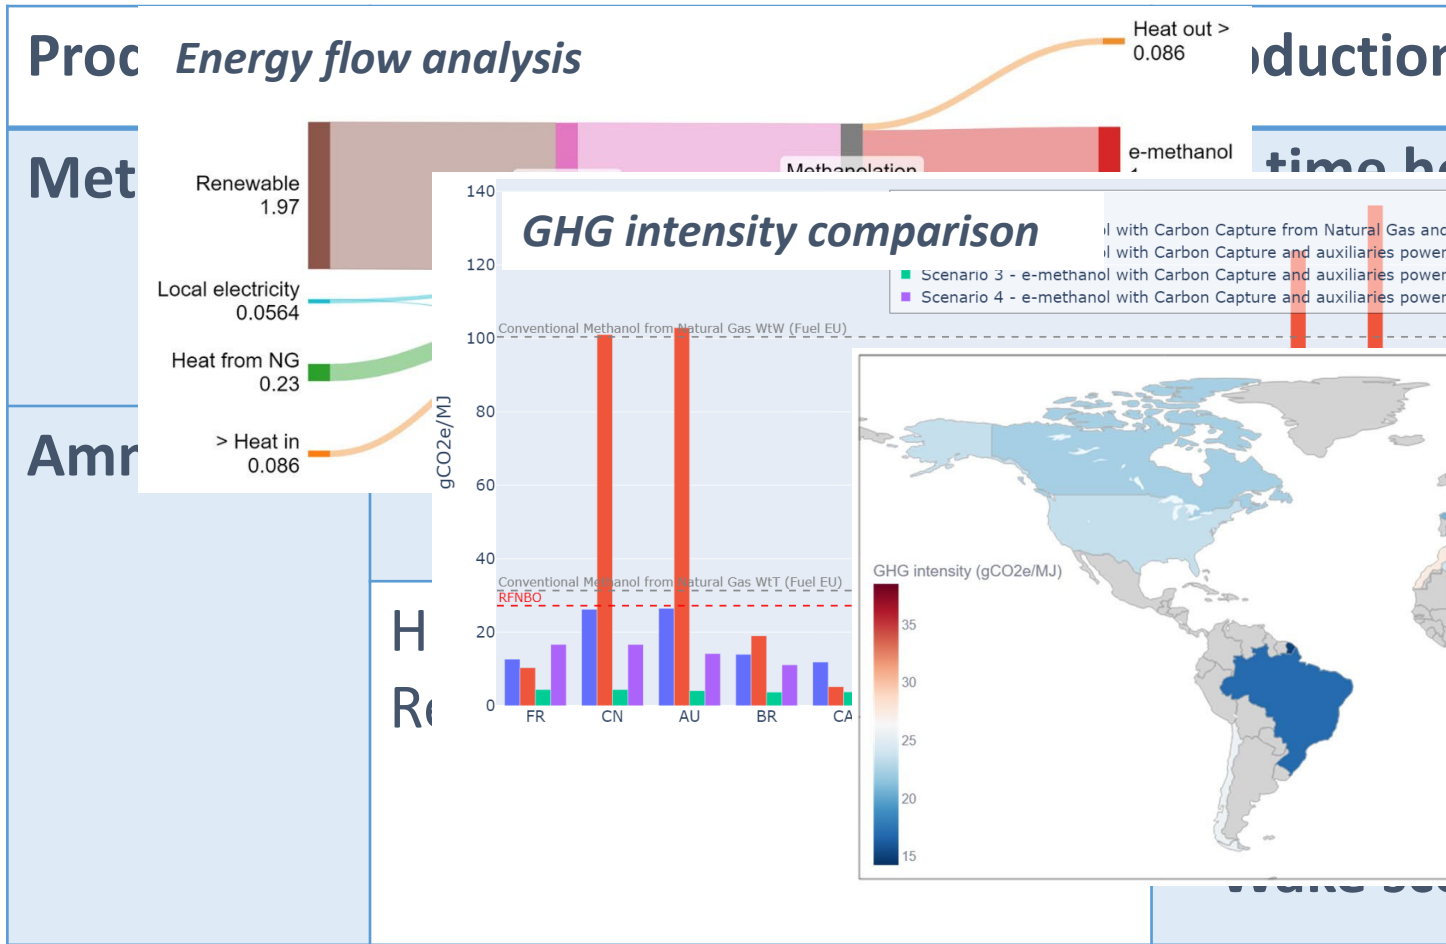 Energy flow analysis
Heat out >
0.086
Renewable
1.97
e-methanol
Methanolation
Local electricity
0.0564
Heat from NG
0.23
> Heat in
0.086
time
GHG intensity comparison
with Carbon Capture from Natural Gas and
with Carbon Capture and auxiliaries power
Scenario 3 - e-methanol with Carbon Capture and auxiliaries power
Scenario 4 - e-methanol with Carbon Capture and auxiliaries power
140
120
100
80
60
40
20
0
gCO2e/MJ
Conventional Methanol from Natural Gas WtW (Fuel EU)
Conventional Methanol from Natural Gas WtT (Fuel EU)
RFNBO
FR CN AU BR CA
GHG intensity (gCO2e/MJ)
35
30
25
20
15